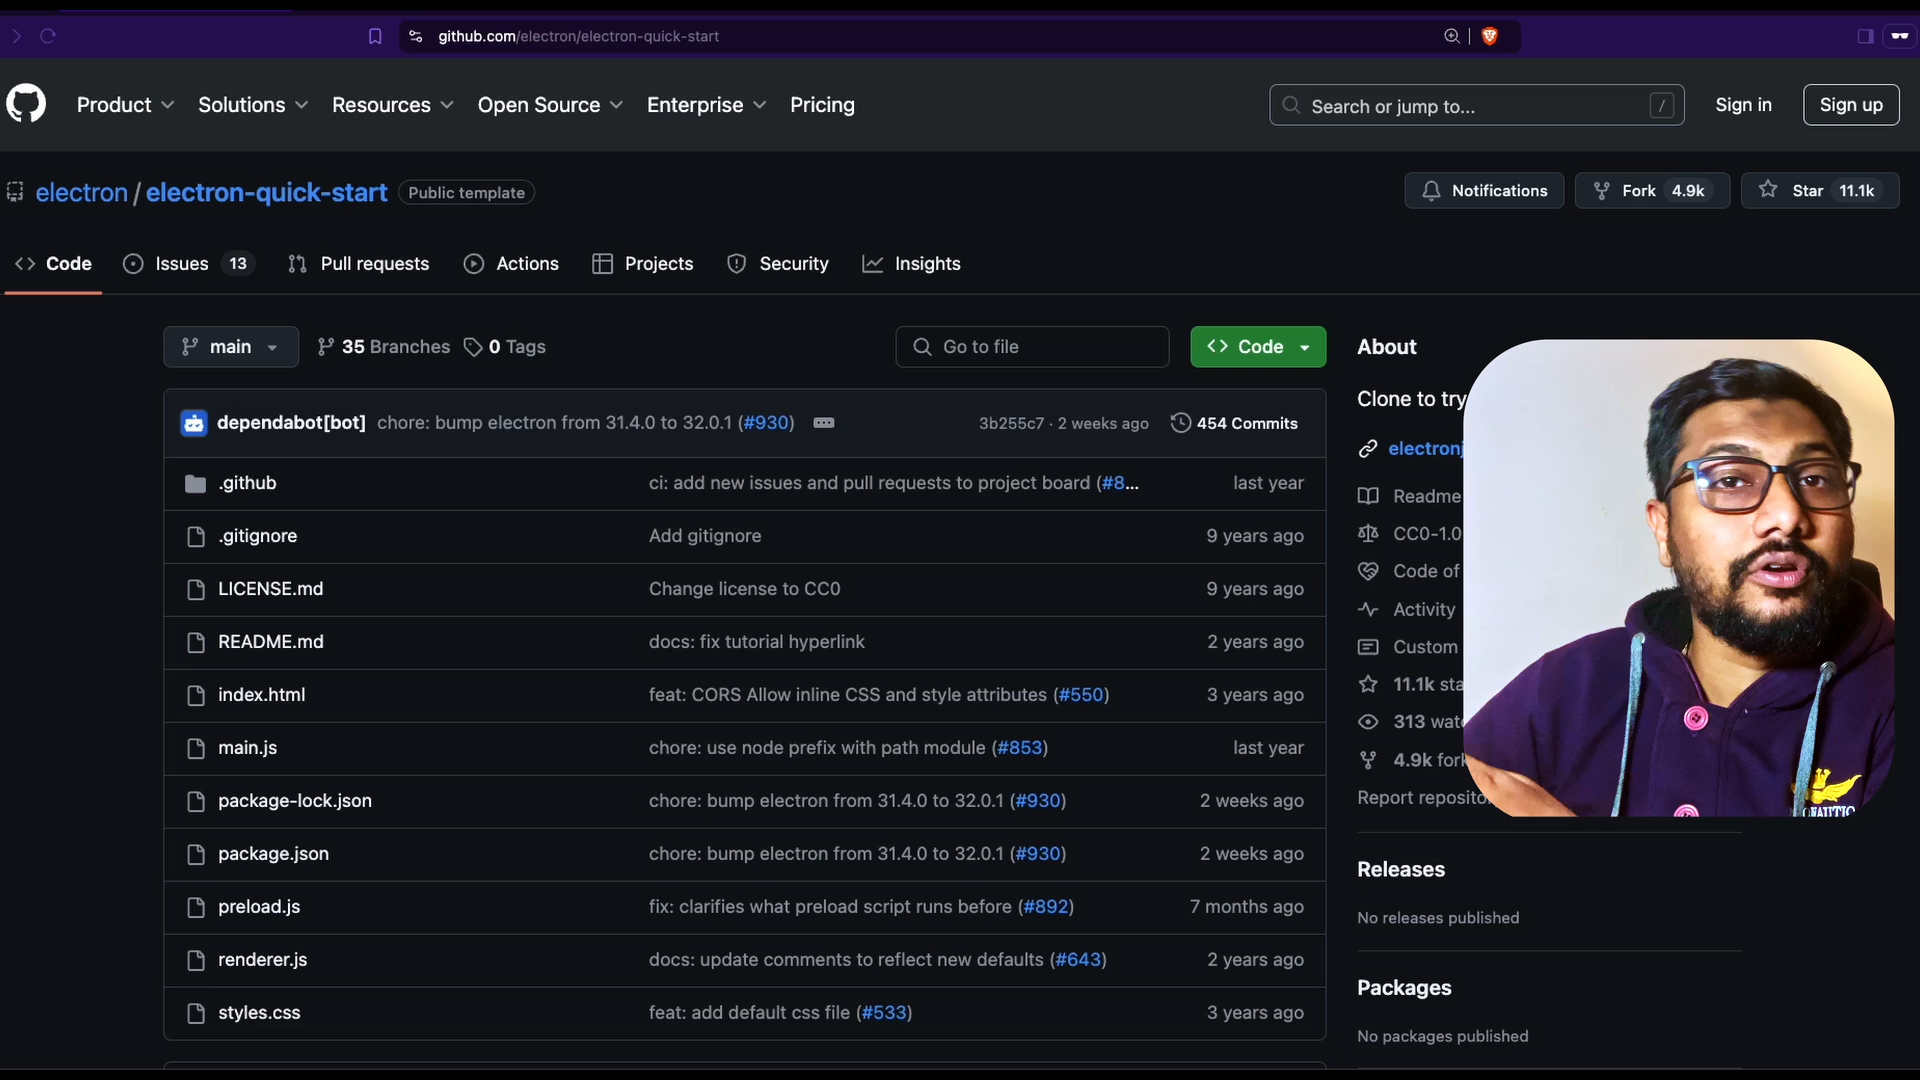 github.com/electron/electron-quick-start
Product Solutions Resources Open Source Enterprise Pricing
Search or jump to... /
Sign in
Sign up
electron / electron-quick-start Public template
Notifications
Fork 4.9k
Star 11.1k
Code
Issues 13
Pull requests
Actions
Projects
Security
Insights
main
35 Branches
0 Tags
Go to file
Code
dependabot[bot] chore: bump electron from 31.4.0 to 32.0.1 (#930) 3b255c7 · 2 weeks ago 454 Commits
.github ci: add new issues and pull requests to project board (#8... last year
.gitignore Add gitignore 9 years ago
LICENSE.md Change license to CC0 9 years ago
README.md docs: fix tutorial hyperlink 2 years ago
index.html feat: CORS Allow inline CSS and style attributes (#550) 3 years ago
main.js chore: use node prefix with path module (#853) last year
package-lock.json chore: bump electron from 31.4.0 to 32.0.1 (#930) 2 weeks ago
package.json chore: bump electron from 31.4.0 to 32.0.1 (#930) 2 weeks ago
preload.js fix: clarifies what preload script runs before (#892) 7 months ago
renderer.js docs: update comments to reflect new defaults (#643) 2 years ago
styles.css feat: add default css file (#533) 3 years ago
About
Clone to try
electronj
Readme
CC0-1.0
Code of
Activity
Custom
11.1k sta
313 wat
4.9k fork
Report reposito
Releases
No releases published
Packages
No packages published